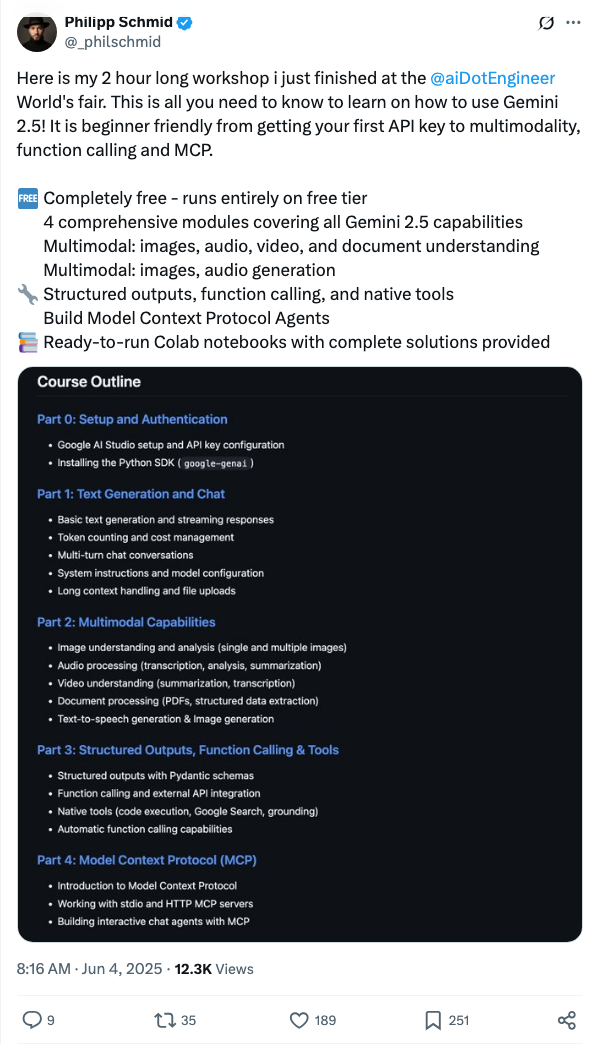 Philipp Schmid
@_philschmid
Here is my 2 hour long workshop i just finished at the @aiDotEngineer
World's fair. This is all you need to know to learn on how to use Gemini
2.5! It is beginner friendly from getting your first API key to multimodality,
function calling and MCP.
FREE Completely free - runs entirely on free tier
4 comprehensive modules covering all Gemini 2.5 capabilities
Multimodal: images, audio, video, and document understanding
Multimodal: images, audio generation
Structured outputs, function calling, and native tools
Build Model Context Protocol Agents
Ready-to-run Colab notebooks with complete solutions provided
Course Outline
Part 0: Setup and Authentication
• Google AI Studio setup and API key configuration
• Installing the Python SDK ( google-genai )
Part 1: Text Generation and Chat
• Basic text generation and streaming responses
• Token counting and cost management
• Multi-turn chat conversations
• System instructions and model configuration
• Long context handling and file uploads
Part 2: Multimodal Capabilities
• Image understanding and analysis (single and multiple images)
• Audio processing (transcription, analysis, summarization)
• Video understanding (summarization, transcription)
• Document processing (PDFs, structured data extraction)
• Text-to-speech generation & Image generation
Part 3: Structured Outputs, Function Calling & Tools
• Structured outputs with Pydantic schemas
• Function calling and external API integration
• Native tools (code execution, Google Search, grounding)
• Automatic function calling capabilities
Part 4: Model Context Protocol (MCP)
• Introduction to Model Context Protocol
• Working with stdio and HTTP MCP servers
• Building interactive chat agents with MCP
8:16 AM · Jun 4, 2025 · 12.3K Views
9 35 189 251